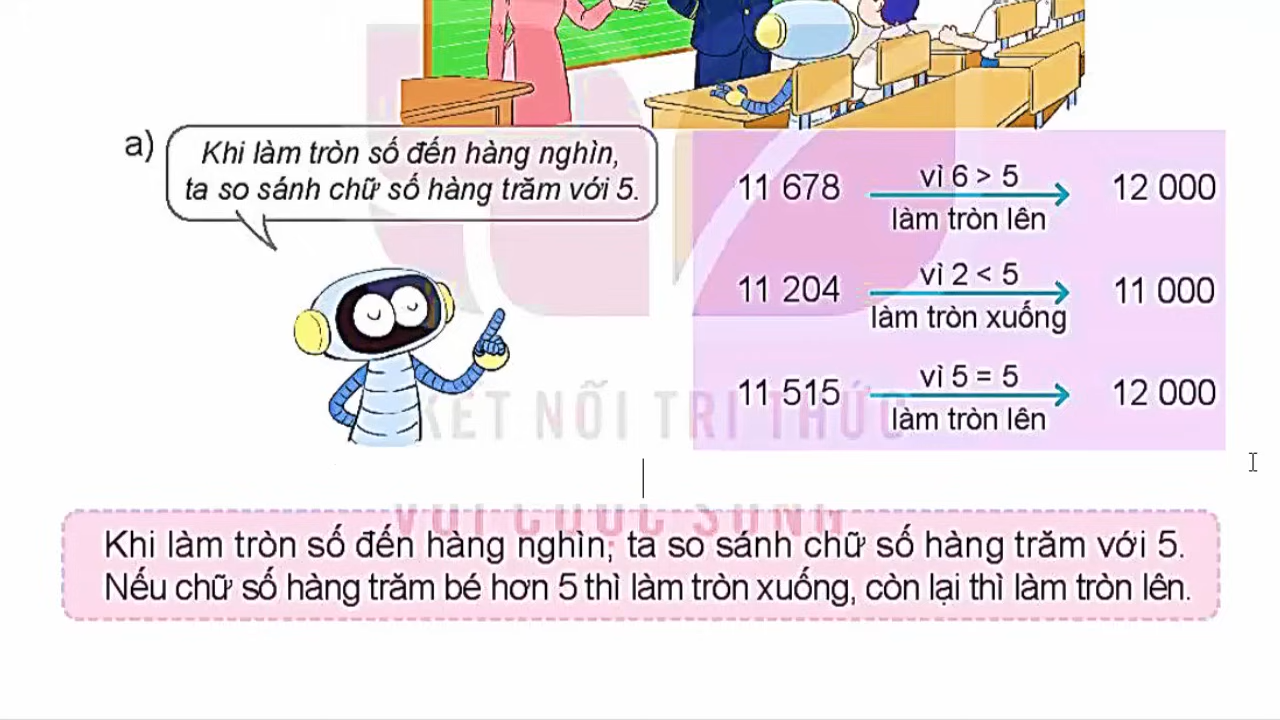 a) Khi làm tròn số đến hàng nghìn,
ta so sánh chữ số hàng trăm với 5.
11 678 vì 6 > 5 làm tròn lên 12 000
11 204 vì 2 < 5 làm tròn xuống 11 000
11 515 vì 5 = 5 làm tròn lên 12 000
KẾT NỐI TRI THỨC
VỚI CUỘC SỐNG
Khi làm tròn số đến hàng nghìn, ta so sánh chữ số hàng trăm với 5.
Nếu chữ số hàng trăm bé hơn 5 thì làm tròn xuống, còn lại thì làm tròn lên.